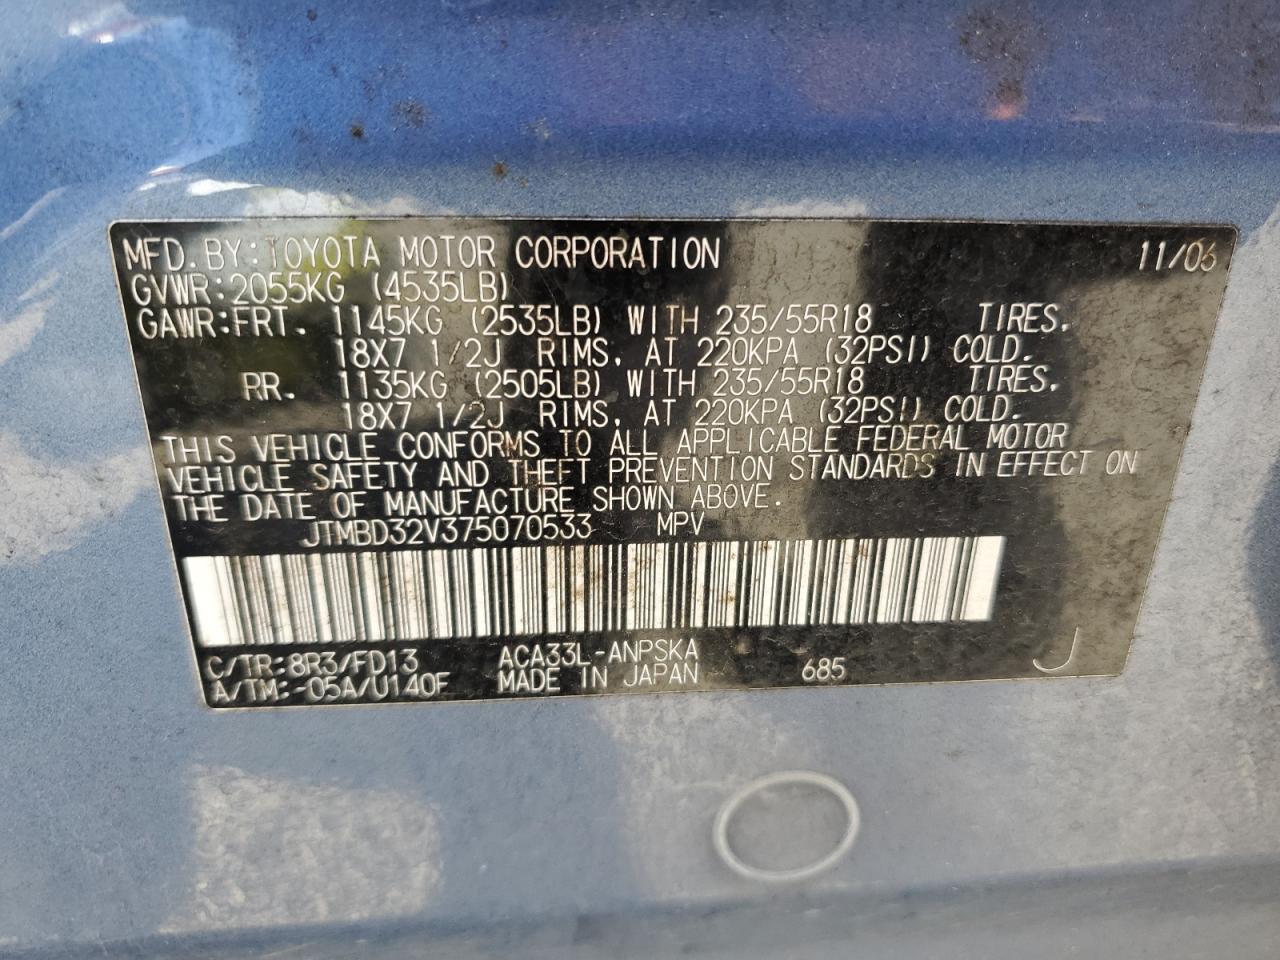 MFD. BY: TOYOTA MOTOR CORPORATION 11/06
GVWR: 2055KG (4535LB)
GAWR: FRT. 1145KG (2535LB) WITH 235/55R18 TIRES,
18X7 1/2J RIMS, AT 220KPA (32PSI) COLD.
RR. 1135KG (2505LB) WITH 235/55R18 TIRES,
18X7 1/2J RIMS, AT 220KPA (32PSI) COLD.
THIS VEHICLE CONFORMS TO ALL APPLICABLE FEDERAL MOTOR
VEHICLE SAFETY AND THEFT PREVENTION STANDARDS IN EFFECT ON
THE DATE OF MANUFACTURE SHOWN ABOVE.
JTMBD32V375070533 MPV
C/TR: 8R3/FD13 ACA33L-ANPSKA
A/TM: -05A/U140F MADE IN JAPAN 685 J